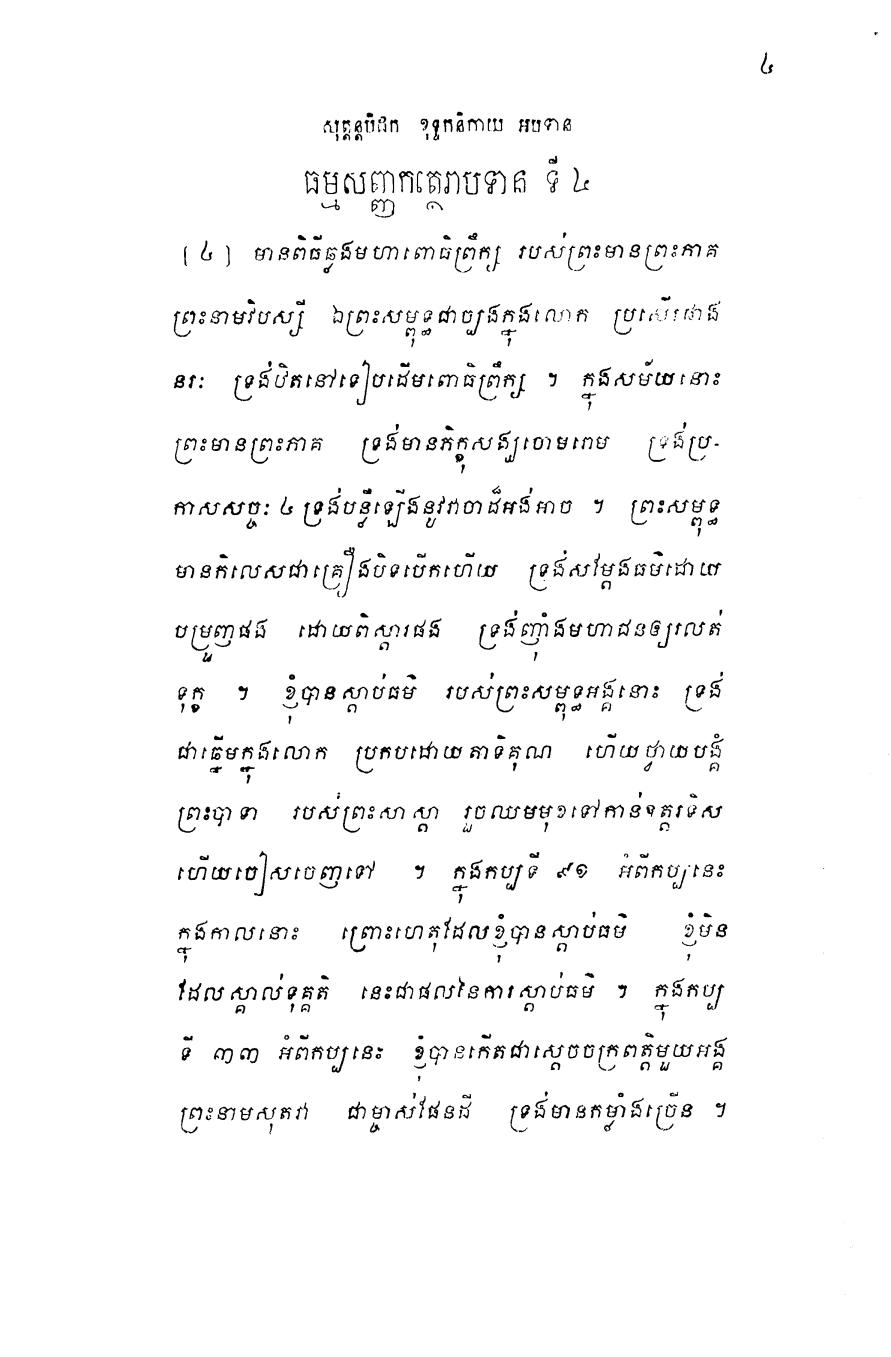 ៤
សុត្តន្តបិដក ខុទ្ទកនិកាយ អបទាន
ធម្មសញ្ញកត្ថេរាបទាន ទី ៤
[ ៤ ] មានពិធីឆ្លងមហាពោធិព្រឹក្ស របស់ព្រះមានព្រះភាគ
ព្រះនាមវិបស្សី ឯព្រះសម្ពុទ្ធជាច្បងក្នុងលោក ប្រសើរជាង
នរៈ ទ្រង់ឋិតនៅទៀបដើមពោធិព្រឹក្ស ។ ក្នុងសម័យនោះ
ព្រះមានព្រះភាគ ទ្រង់មានភិក្ខុសង្ឃចោមរោម ទ្រង់ប្រ-
កាសសច្ចៈ ៤ ទ្រង់បន្លឺឡើងនូវវាចាដ៏អង់អាច ។ ព្រះសម្ពុទ្ធ
មានកិលេសជាគ្រឿងបិទបើកហើយ ទ្រង់សម្តែងធម៌ដោយ
បម្រួញផង ដោយពិស្តារផង ទ្រង់ញ៉ាំងមហាជនឲ្យរលត់
ទុក្ខ ។ ខ្ញុំបានស្តាប់ធម៌ របស់ព្រះសម្ពុទ្ធអង្គនោះ ទ្រង់
ជាធ្នើមក្នុងលោក ប្រកបដោយតាទិគុណ ហើយថ្វាយបង្គំ
ព្រះបាទា របស់ព្រះសាស្តា រួចឈមមុខទៅកាន់ឧត្តរទិស
ហើយចៀសចេញទៅ ។ ក្នុងកប្បទី ៩១ អំពីកប្បនេះ
ក្នុងកាលនោះ ព្រោះហេតុដែលខ្ញុំបានស្តាប់ធម៌ ខ្ញុំមិន
ដែលស្គាល់ទុគ្គតិ នេះជាផលនៃការស្តាប់ធម៌ ។ ក្នុងកប្ប
ទី ៣៣ អំពីកប្បនេះ ខ្ញុំបានកើតជាស្តេចចក្រពត្តិមួយអង្គ
ព្រះនាមសុតវា ជាម្ចាស់ផែនដី ទ្រង់មានកម្លាំងច្រើន ។